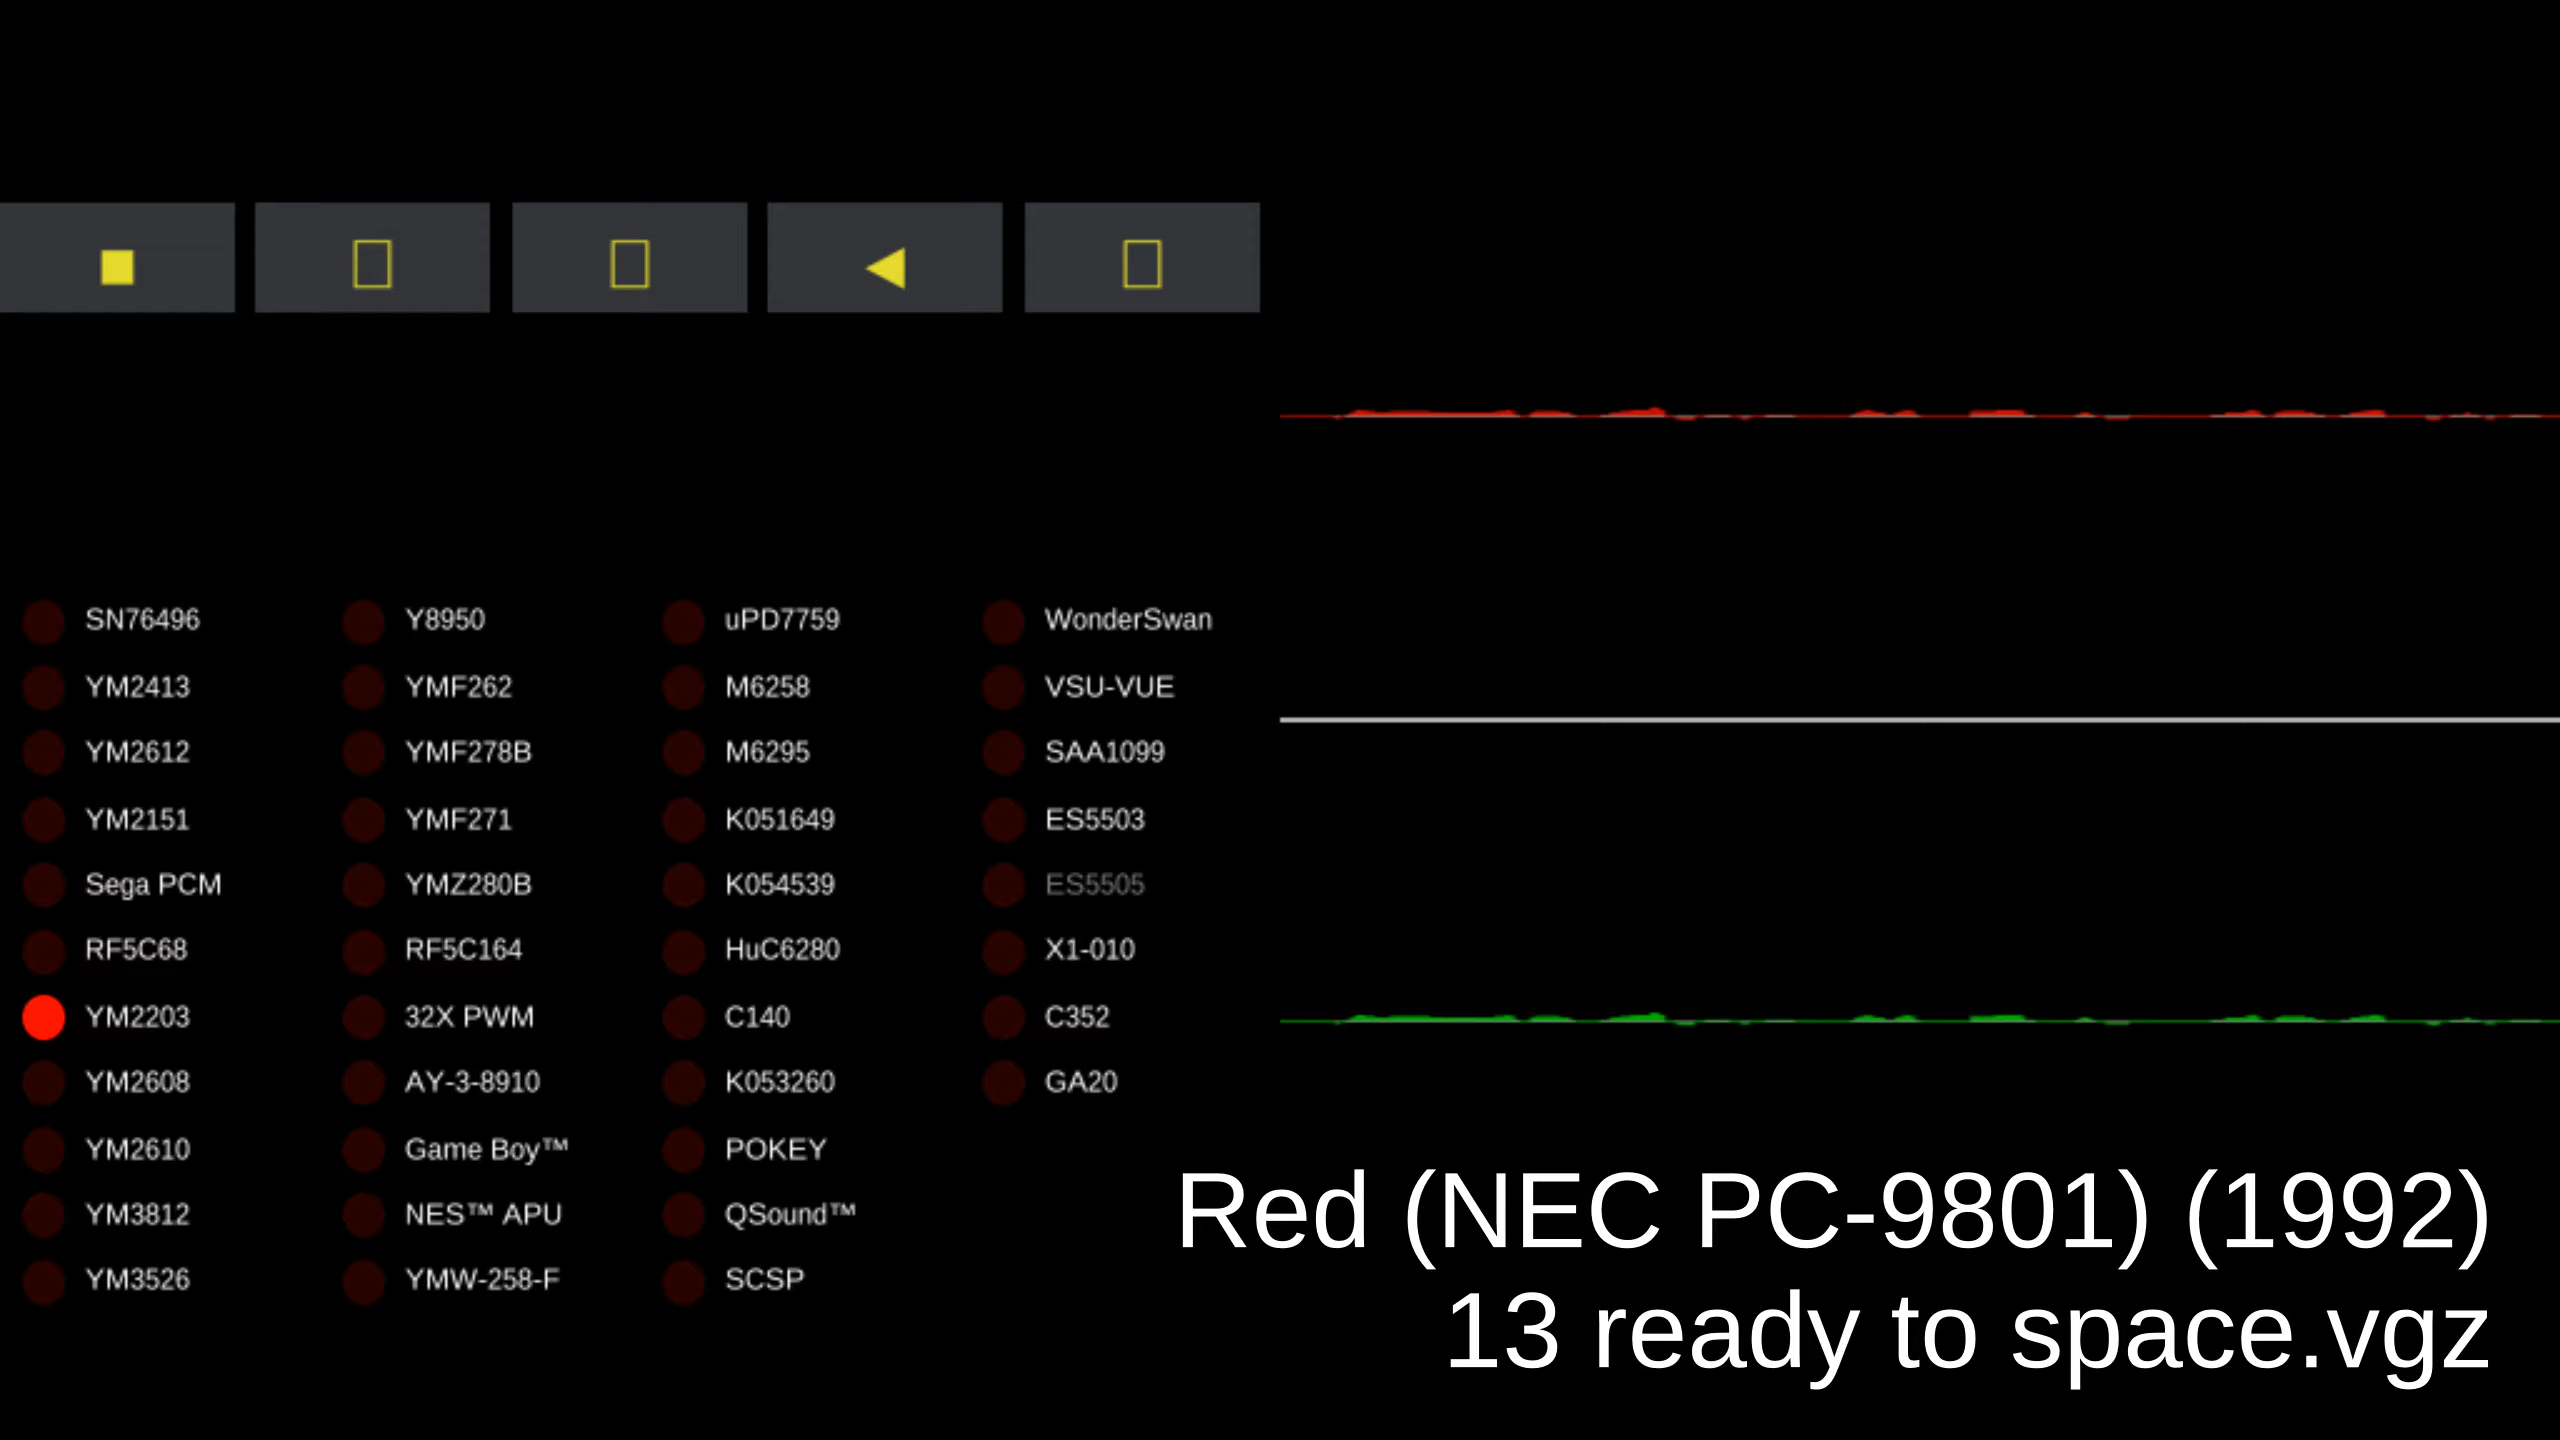 SN76496
YM2413
YM2612
YM2151
Sega PCM
RF5C68
YM2203
YM2608
YM2610
YM3812
YM3526
Y8950
YMF262
YMF278B
YMF271
YMZ280B
RF5C164
32X PWM
AY-3-8910
Game Boy™
NES™ APU
YMW-258-F
uPD7759
M6258
M6295
K051649
K054539
HuC6280
C140
K053260
POKEY
QSound™
SCSP
WonderSwan
VSU-VUE
SAA1099
ES5503
ES5505
X1-010
C352
GA20
Red (NEC PC-9801) (1992)
13 ready to space.vgz